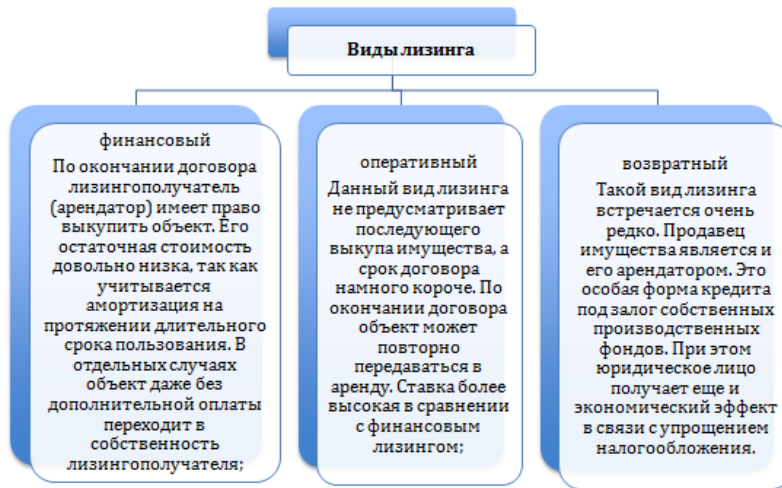 Виды лизинга
финансовый
По окончании договора
лизингополучатель
(арендатор) имеет право
выкупить объект. Его
остаточная стоимость
довольно низка, так как
учитывается
амортизация на
протяжении длительного
срока пользования. В
отдельных случаях
объект даже без
дополнительной оплаты
переходит в
собственность
лизингополучателя;
оперативный
Данный вид лизинга
не предусматривает
последующего
выкупа имущества, а
срок договора
намного короче. По
окончании договора
объект может
повторно
передаваться в
аренду. Ставка более
высокая в сравнении
с финансовым
лизингом;
возвратный
Такой вид лизинга
встречается очень
редко. Продавец
имущества является и
его арендатором. Это
особая форма кредита
под залог собственных
производственных
фондов. При этом
юридическое лицо
получает еще и
экономический эффект
в связи с упрощением
налогообложения.